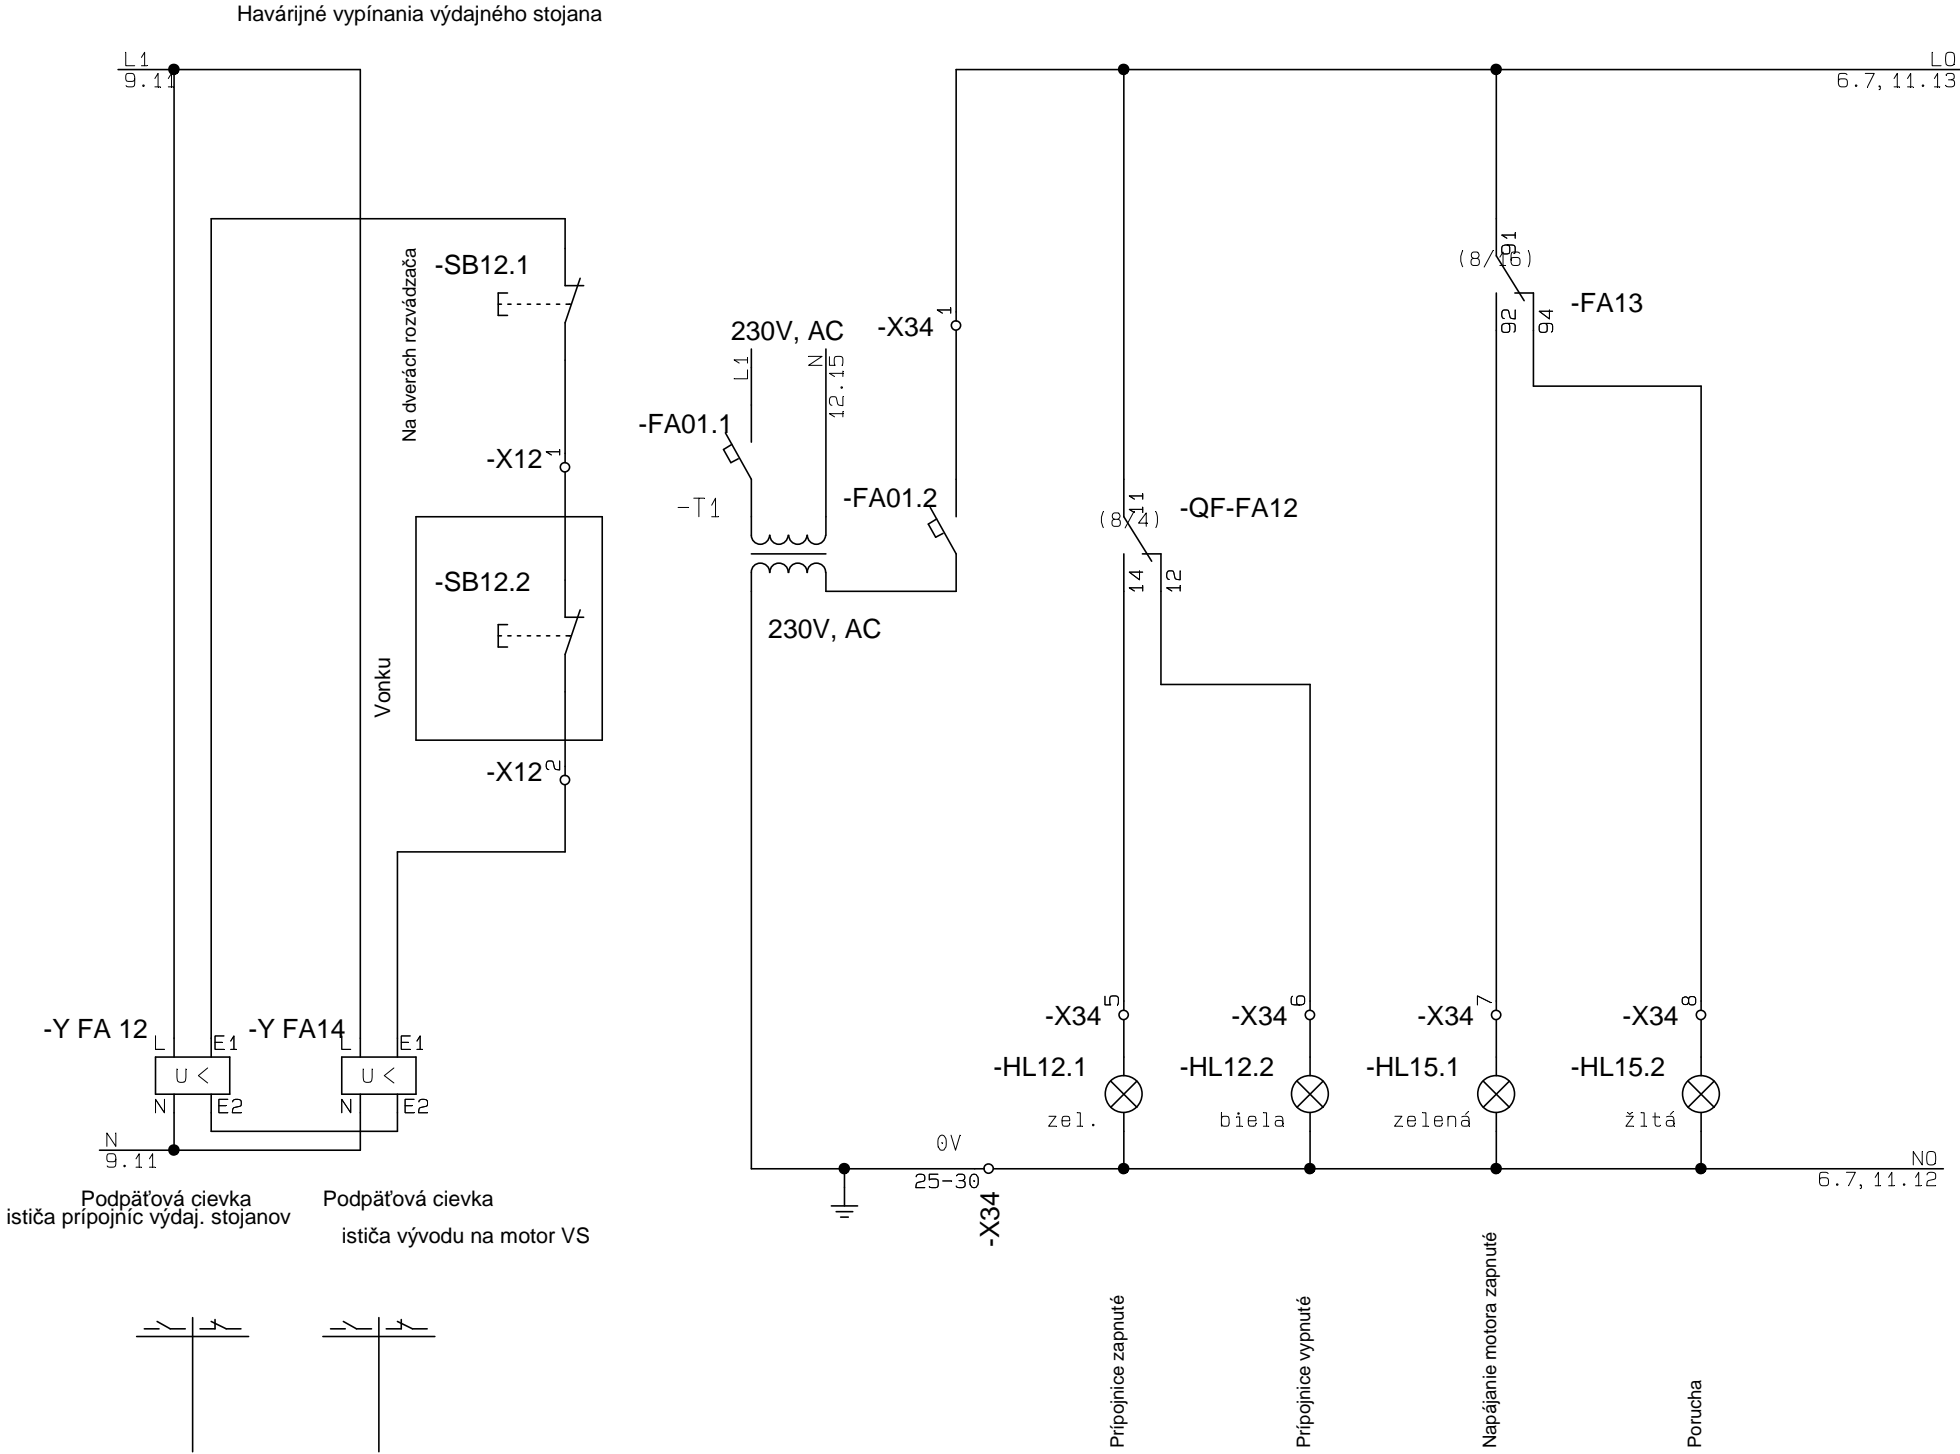 Havárijné vypínania výdajného stojana
L1
9.11
L0
6.7, 11.13
Na dverách rozvádzača
-SB12.1
-X12
1
-SB12.2
Vonku
-X12
2
-Y FA 12
L
E1
U <
N
E2
-Y FA14
L
E1
U <
N
E2
N
9.11
Podpäťová cievka
ističa prípojníc výdaj. stojanov
Podpäťová cievka
ističa vývodu na motor VS
230V, AC
L1
N
12.15
-FA01.1
-T1
230V, AC
-FA01.2
-X34
1
-QF-FA12
11
(8/4)
14
12
91
(8/16)
-FA13
92
94
-X34
5
-HL12.1
zel.
-X34
6
-HL12.2
biela
-X34
7
-HL15.1
zelená
-X34
8
-HL15.2
žltá
0V
25-30
-X34
N0
6.7, 11.12
Prípojnice zapnuté
Prípojnice vypnuté
Napájanie motora zapnuté
Porucha